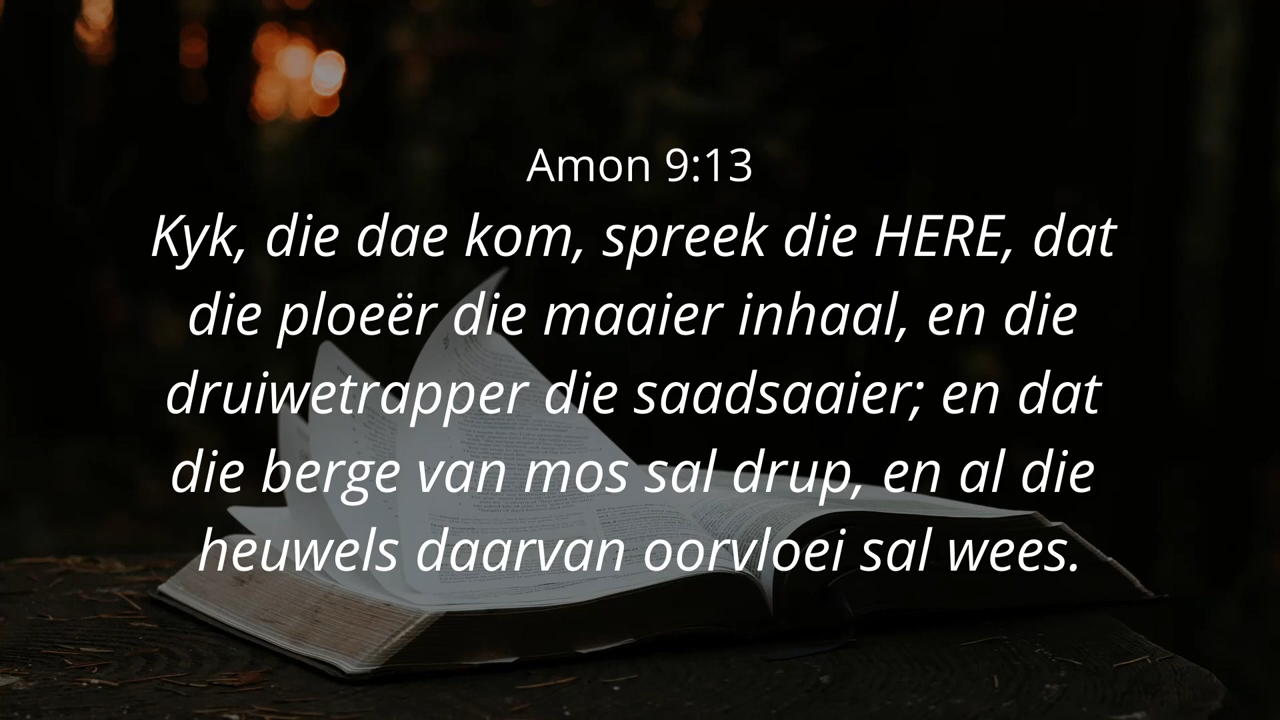 Amon 9:13
Kyk, die dae kom, spreek die HERE, dat
die ploeër die maaier inhaal, en die
druiwetrapper die saadsaaier; en dat
die berge van mos sal drup, en al die
heuwels daarvan oorvloei sal wees.